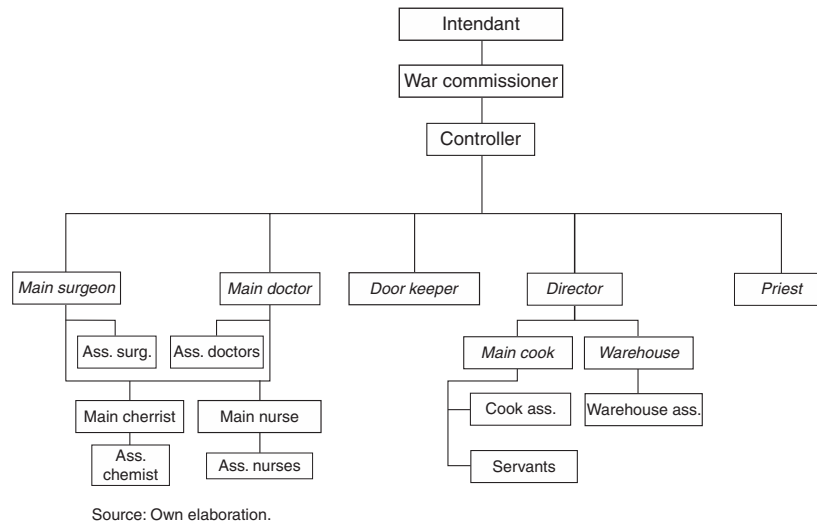 Intendant
War commissioner
Controller
Main surgeon
Main doctor
Door keeper
Director
Priest
Ass. surg.
Ass. doctors
Main cook
Warehouse
Main cherrist
Main nurse
Cook ass.
Warehouse ass.
Ass.
chemist
Ass. nurses
Servants
Source: Own elaboration.